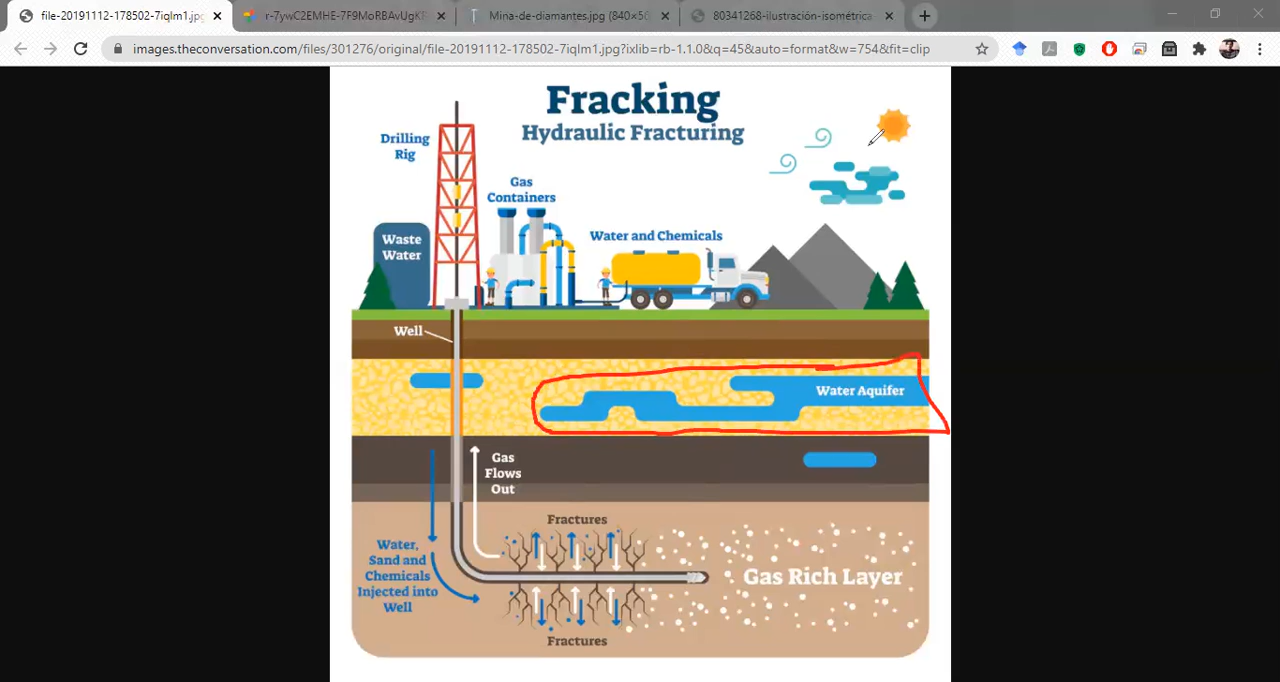 file-20191112-178502-7iqlm1.jpg
r-7ywC2EMHE-7F9MoRBAvUgK
Mina-de-diamantes.jpg (840×56
80341268-ilustración-isométrica
images.theconversation.com/files/301276/original/file-20191112-178502-7iqlm1.jpg?ixlib=rb-1.1.0&q=45&auto=format&w=754&fit=clip
Fracking
Hydraulic Fracturing
Drilling
Rig
Gas
Containers
Water and Chemicals
Waste
Water
Well
Water Aquifer
Gas
Flows
Out
Fractures
Water,
Sand and
Chemicals
Injected into
Well
Gas Rich Layer
Fractures